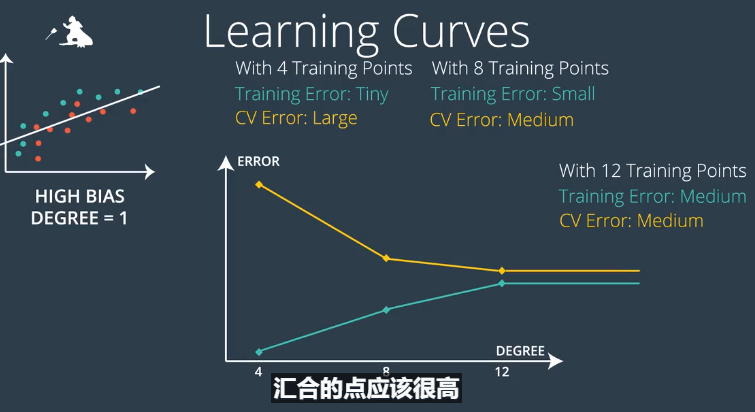 Learning Curves
With 4 Training Points
Training Error: Tiny
CV Error: Large
With 8 Training Points
Training Error: Small
CV Error: Medium
With 12 Training Points
Training Error: Medium
CV Error: Medium
HIGH BIAS
DEGREE = 1
ERROR
DEGREE
4 8 12
汇合的点应该很高